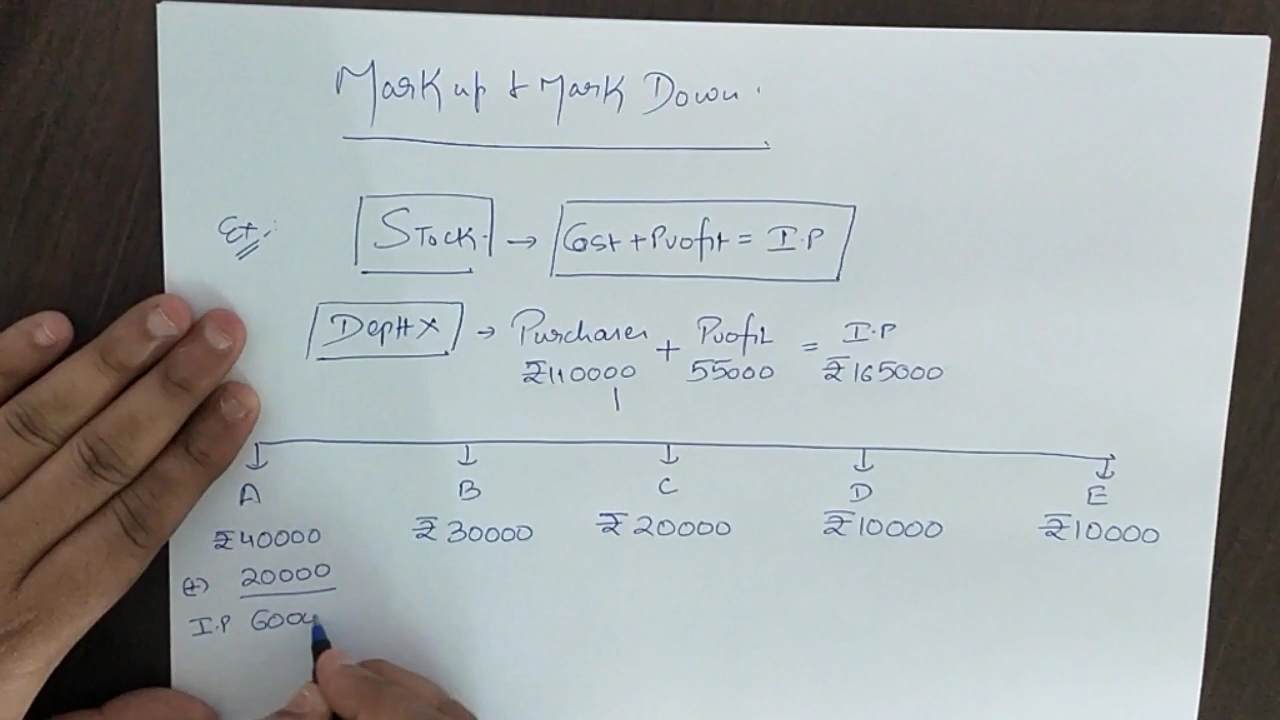 Mark up & Mark Down.
Ex:-
Stock. → Cost + Profit = I.P
Deptt X → Purchases + Profit = I.P
₹110000 55000 ₹165000
A B C D E
₹40000 ₹30000 ₹20000 ₹10000 ₹10000
(+) 20000
I.P 600